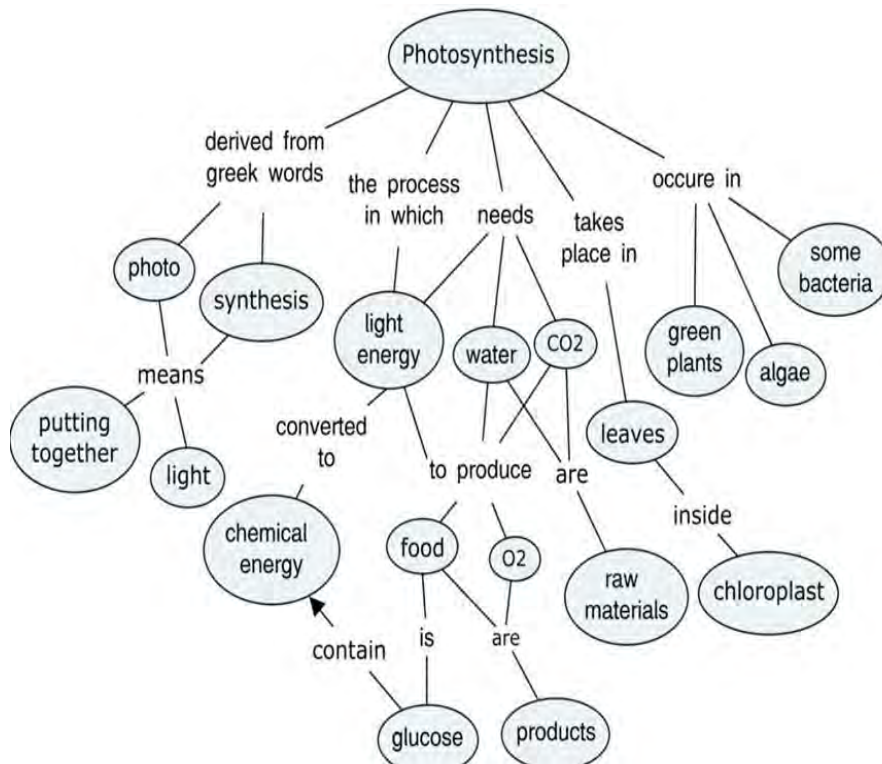 Photosynthesis
derived from
greek words
the process
in which
needs
takes
place in
occure in
photo
synthesis
light
energy
water
CO2
green
plants
algae
some
bacteria
means
putting
together
light
converted
to
to produce
are
leaves
chemical
energy
food
O2
raw
materials
inside
chloroplast
contain
is
are
glucose
products